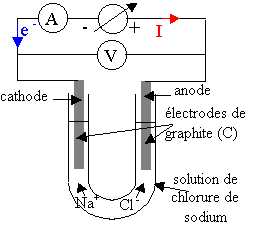 A
- +
e-
I
V
cathode
anode
électrodes de
graphite (C)
Na+
Cl-
solution de
chlorure de
sodium